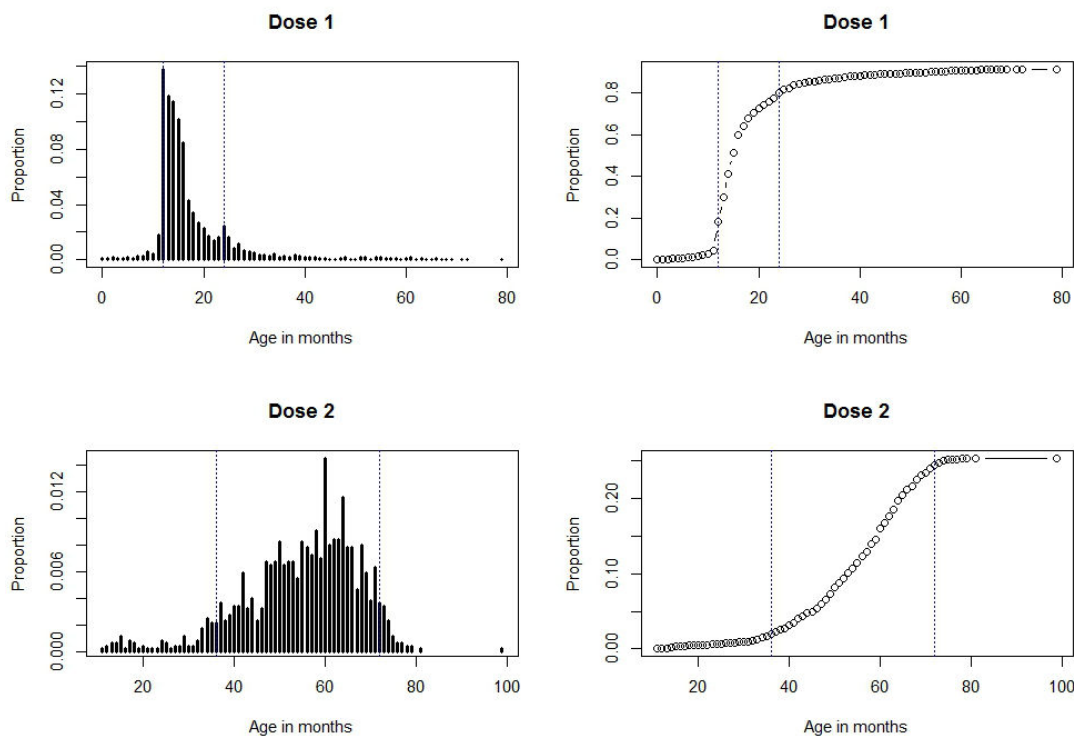 Dose 1
Proportion
0.00 0.04 0.08 0.12
0 20 40 60 80
Age in months
Dose 1
Proportion
0.0 0.2 0.4 0.6 0.8
0 20 40 60 80
Age in months
Dose 2
Proportion
0.000 0.006 0.012
20 40 60 80 100
Age in months
Dose 2
Proportion
0.00 0.10 0.20
20 40 60 80 100
Age in months